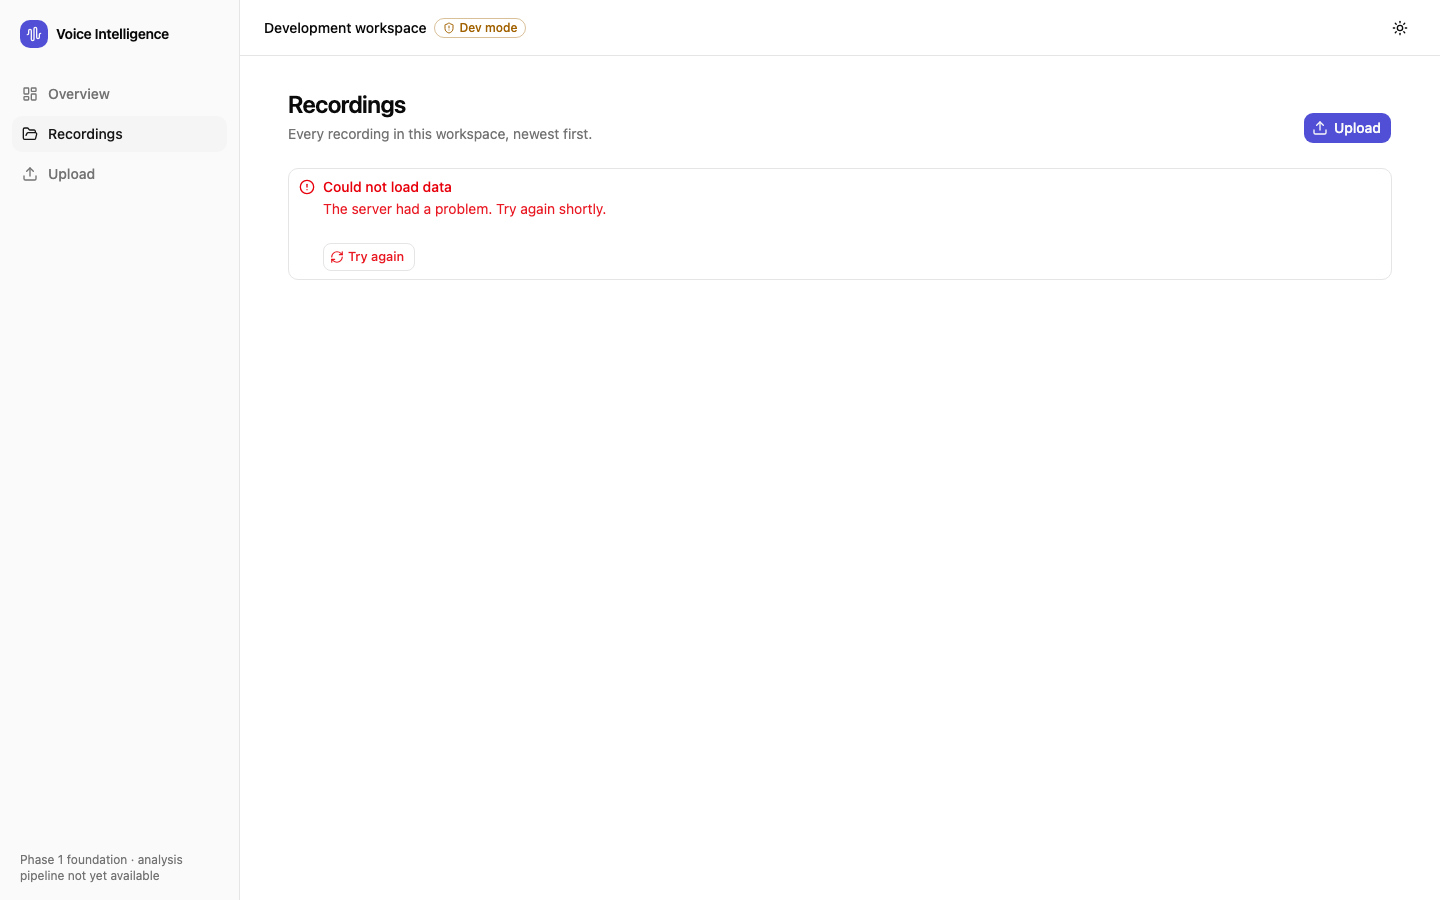 Voice Intelligence
Overview
Recordings
Upload
Phase 1 foundation · analysis
pipeline not yet available
Development workspace
Dev mode
Recordings
Every recording in this workspace, newest first.
Upload
Could not load data
The server had a problem. Try again shortly.
Try again